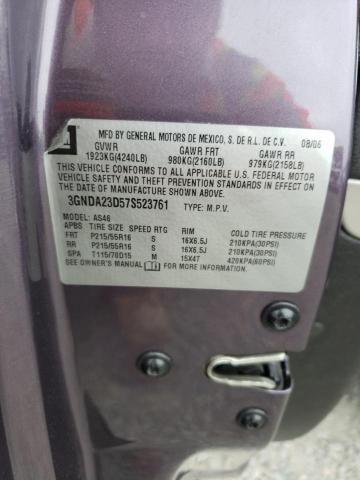 MFD BY GENERAL MOTORS OF MEXICO, S. DE R.L. DE C.V. 08/06
GVWR GAWR FRT GAWR RR
1923KG(4240LB) 980KG(2160LB) 979KG(2158LB)
THIS VEHICLE CONFORMS TO ALL APPLICABLE U.S. FEDERAL MOTOR
VEHICLE SAFETY AND THEFT PREVENTION STANDARDS IN EFFECT ON THE
DATE OF MANUFACTURE SHOWN ABOVE.
3GNDA23D57S523761 TYPE: M.P.V.
MODEL: AS46
APBS TIRE SIZE SPEED RTG RIM COLD TIRE PRESSURE
FRT P215/55R16 S 16X6.5J 210KPA(30PSI)
RR P215/55R16 S 16X6.5J 210KPA(30PSI)
SPA T115/70D15 M 15X4T 420KPA(60PSI)
SEE OWNER'S MANUAL FOR MORE INFORMATION